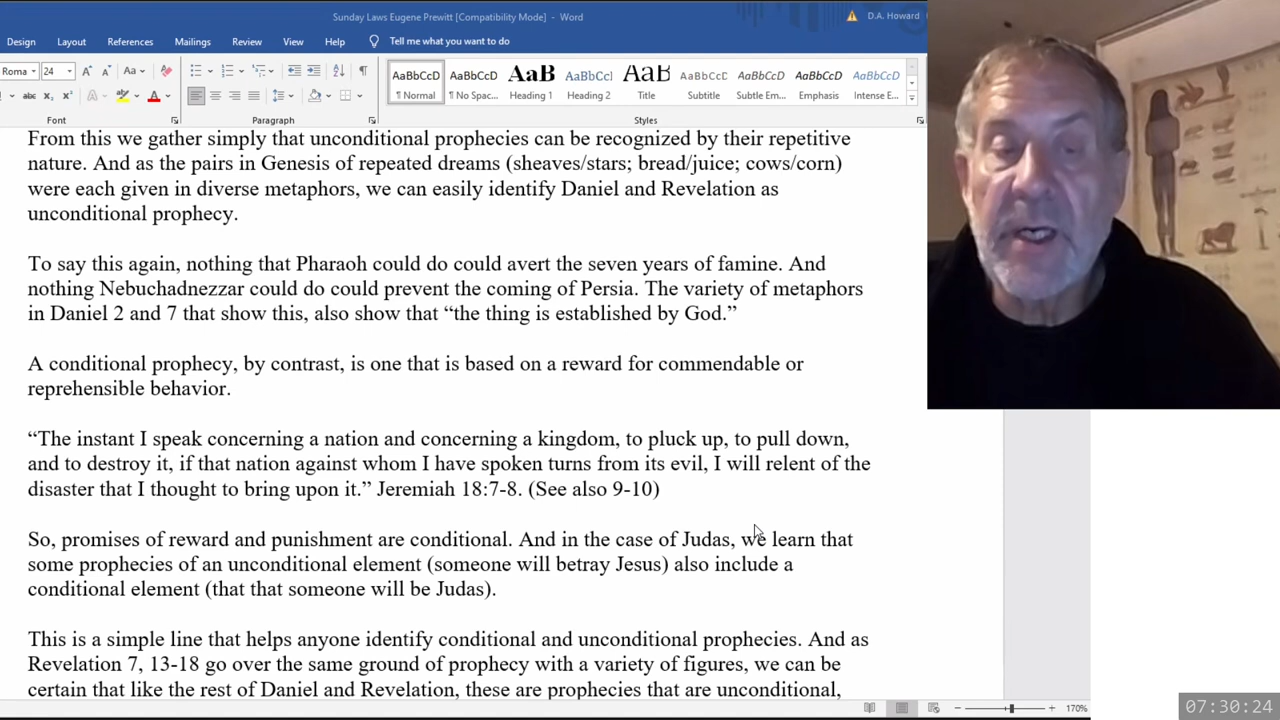 Sunday Laws Eugene Prewitt [Compatibility Mode] - Word
D.A. Howard
Design Layout References Mailings Review View Help Tell me what you want to do
Roma 24 Aa
AaBbCcD AaBbCcD AaB AaBbCc AaB AaBbCcD AaBbCcD AaBbCcD AaBbCcD
¶ Normal ¶ No Spac... Heading 1 Heading 2 Title Subtitle Subtle Em... Emphasis Intense E...
Font Paragraph Styles
From this we gather simply that unconditional prophecies can be recognized by their repetitive
nature. And as the pairs in Genesis of repeated dreams (sheaves/stars; bread/juice; cows/corn)
were each given in diverse metaphors, we can easily identify Daniel and Revelation as
unconditional prophecy.
To say this again, nothing that Pharaoh could do could avert the seven years of famine. And
nothing Nebuchadnezzar could do could prevent the coming of Persia. The variety of metaphors
in Daniel 2 and 7 that show this, also show that “the thing is established by God.”
A conditional prophecy, by contrast, is one that is based on a reward for commendable or
reprehensible behavior.
“The instant I speak concerning a nation and concerning a kingdom, to pluck up, to pull down,
and to destroy it, if that nation against whom I have spoken turns from its evil, I will relent of the
disaster that I thought to bring upon it.” Jeremiah 18:7-8. (See also 9-10)
So, promises of reward and punishment are conditional. And in the case of Judas, we learn that
some prophecies of an unconditional element (someone will betray Jesus) also include a
conditional element (that that someone will be Judas).
This is a simple line that helps anyone identify conditional and unconditional prophecies. And as
Revelation 7, 13-18 go over the same ground of prophecy with a variety of figures, we can be
certain that like the rest of Daniel and Revelation, these are prophecies that are unconditional,
170%
07:30:24